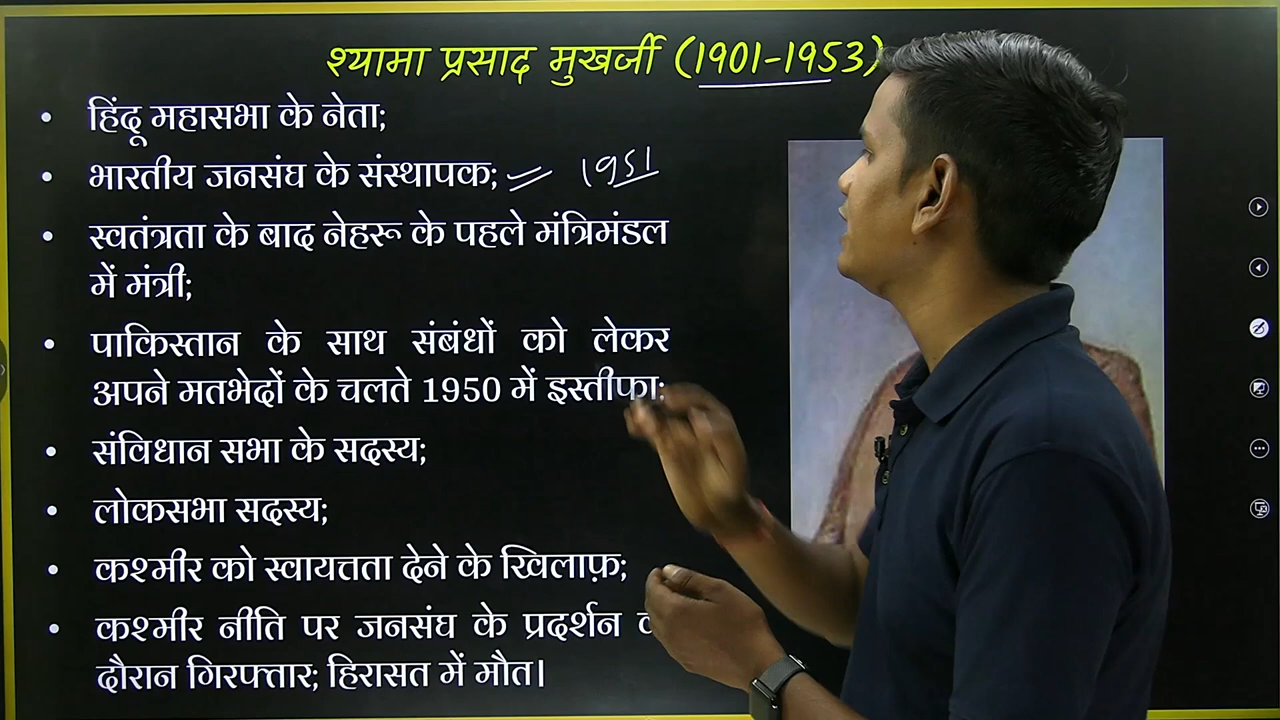 श्यामा प्रसाद मुखर्जी (1901-1953)
• हिंदू महासभा के नेता;
• भारतीय जनसंघ के संस्थापक; 1951
• स्वतंत्रता के बाद नेहरू के पहले मंत्रिमंडल
में मंत्री;
• पाकिस्तान के साथ संबंधों को लेकर
अपने मतभेदों के चलते 1950 में इस्तीफा;
• संविधान सभा के सदस्य;
• लोकसभा सदस्य;
• कश्मीर को स्वायत्तता देने के खिलाफ़;
• कश्मीर नीति पर जनसंघ के प्रदर्शन
दौरान गिरफ्तार; हिरासत में मौत।